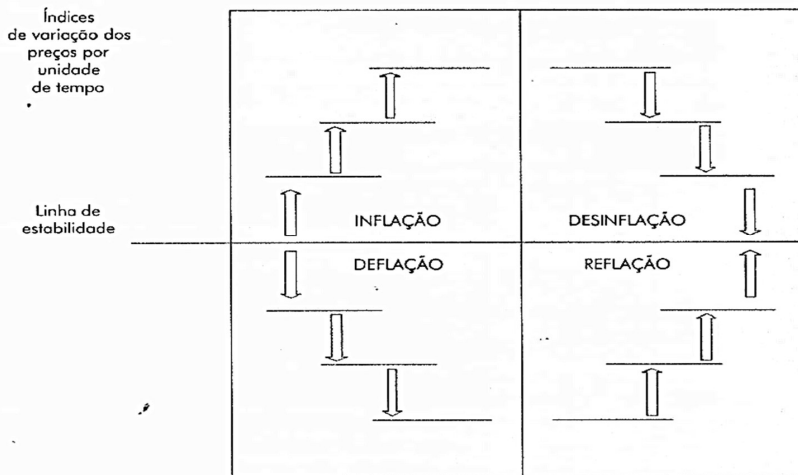 Índices
de variação dos
preços por
unidade
de tempo
Linha de
estabilidade
INFLAÇÃO
DESINFLAÇÃO
DEFLAÇÃO
REFLAÇÃO